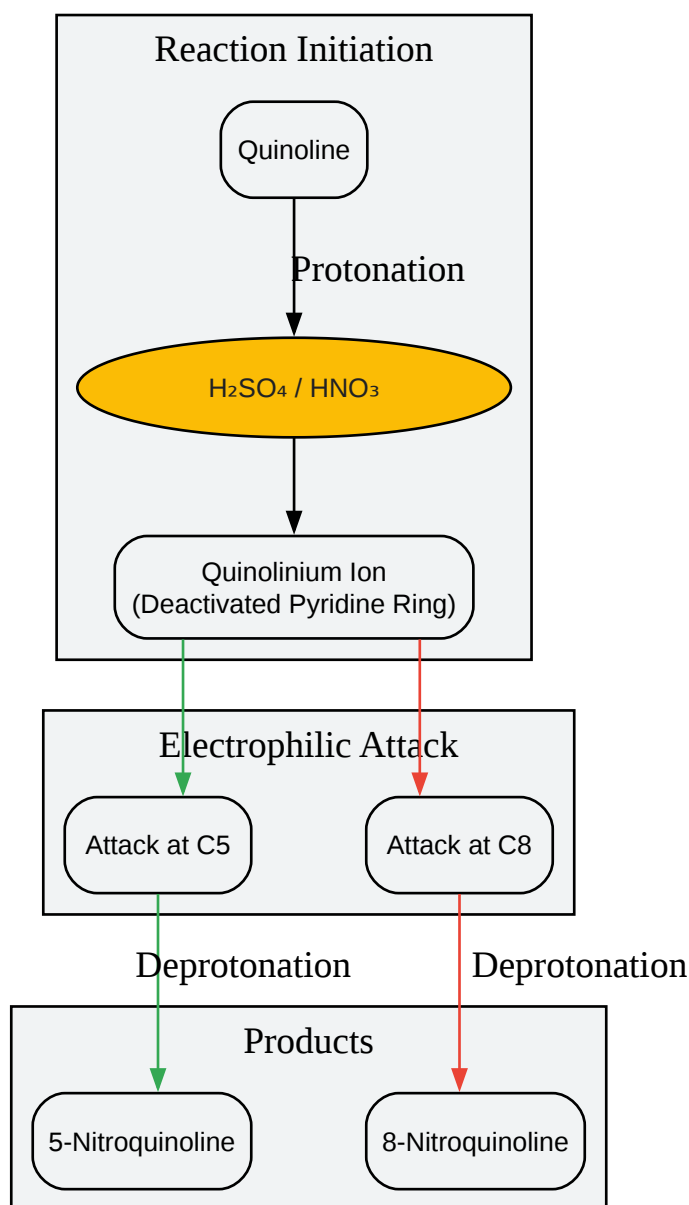 Reaction Initiation
Quinoline
Protonation
H₂SO₄ / HNO₃
Quinolinium Ion
(Deactivated Pyridine Ring)
Electrophilic Attack
Attack at C5
Attack at C8
Deprotonation
Deprotonation
Products
5-Nitroquinoline
8-Nitroquinoline